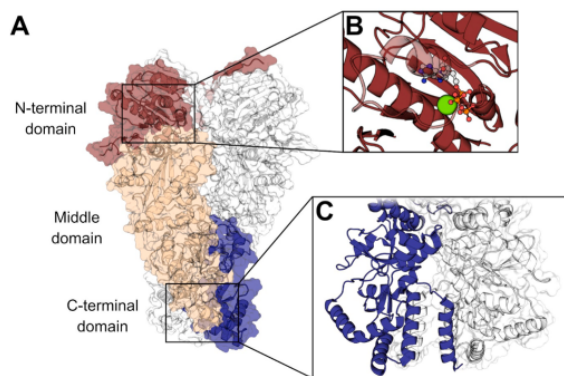 A
B
N-terminal
domain
Middle
domain
C
C-terminal
domain